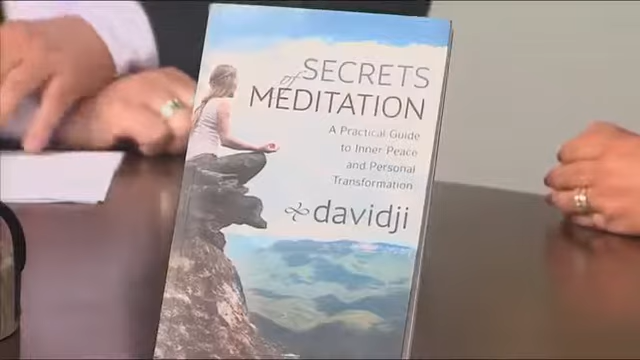 SECRETS
of
MEDITATION
A Practical Guide
to Inner Peace
and Personal
Transformation
davidji